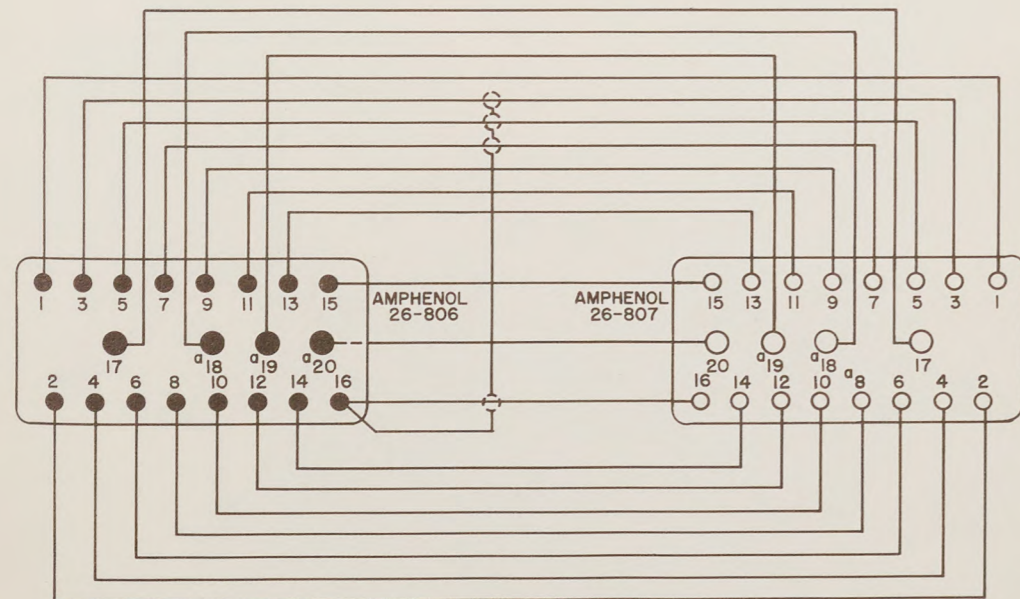 1 3 5 7 9 11 13 15
AMPHENOL
26-806
17 a18 a19 a20
2 4 6 8 10 12 14 16
AMPHENOL
26-807
15 13 11 9 7 5 3 1
20 a19 a18 17
16 14 12 10 a8 6 4 2